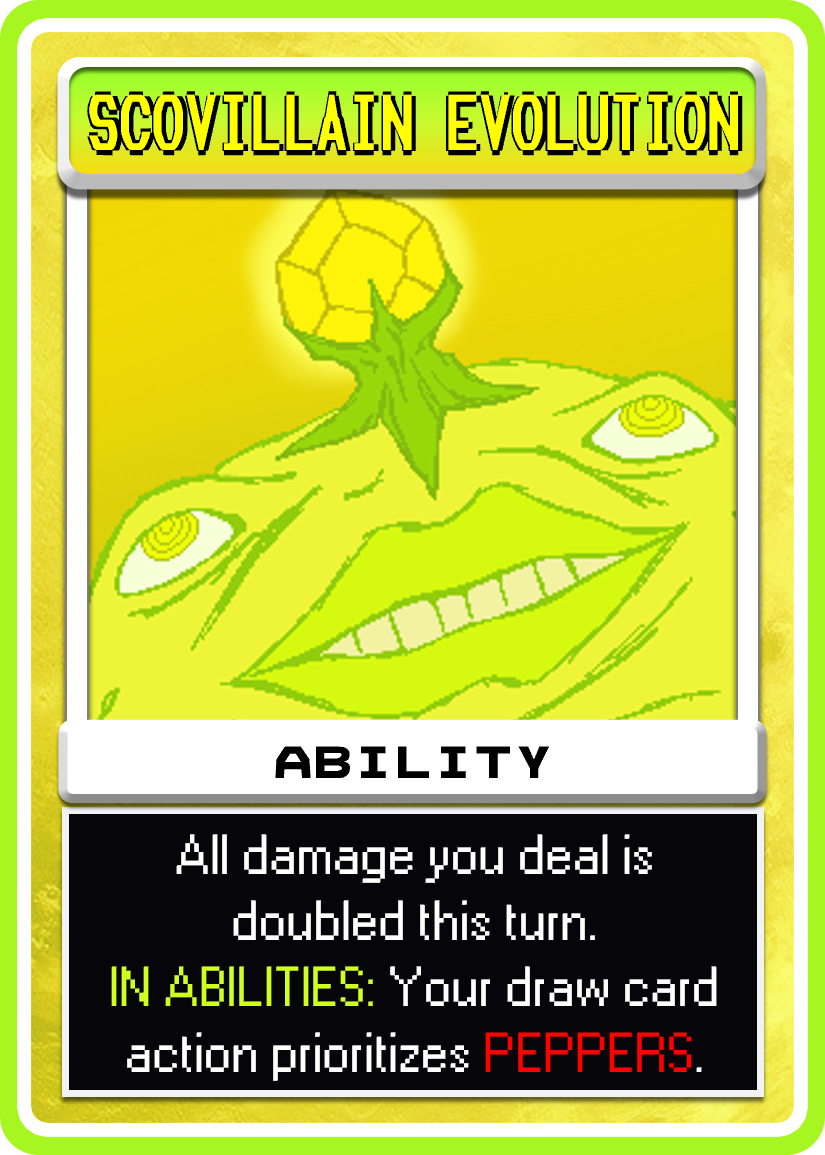 SCOVILLAIN EVOLUTION
ABILITY
All damage you deal is
doubled this turn.
IN ABILITIES: Your draw card
action prioritizes PEPPERS.